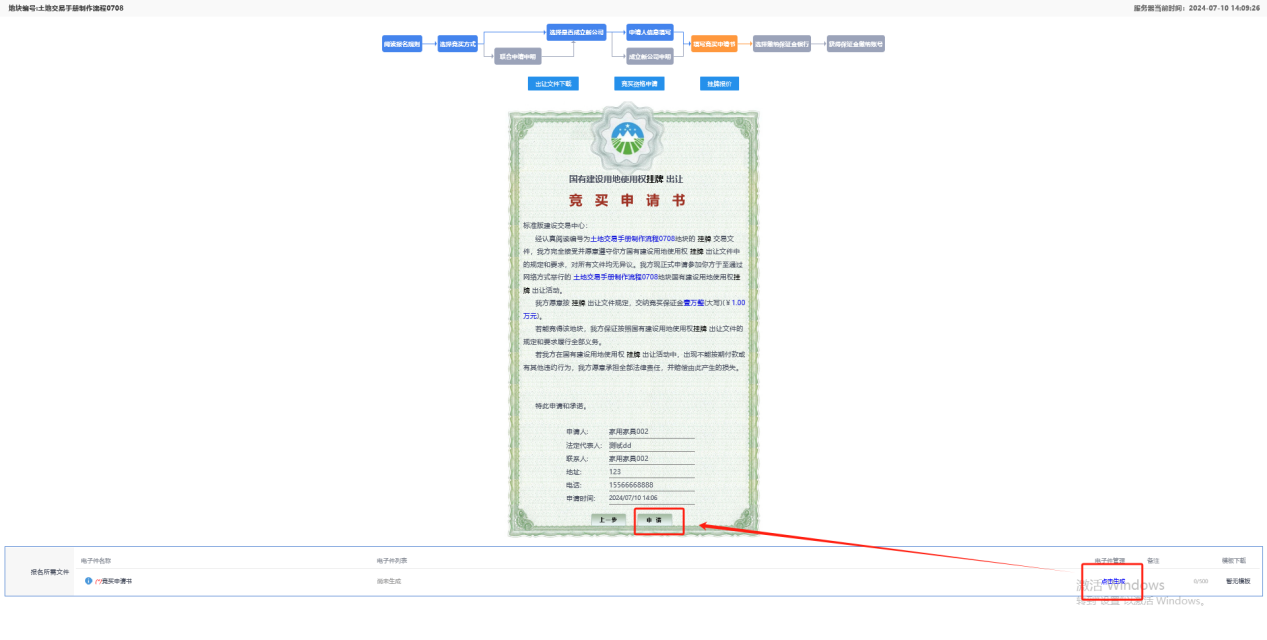 地块编号:土地交易手册制作流程0708
服务器当前时间：2024-07-10 14:09:26
阅读报名规则
选择竞买方式
联合申请申明
选择是否成立新公司
申请人信息填写
成立新公司申明
填写竞买申请书
选择缴纳保证金银行
获得保证金缴纳账号
出让文件下载
竞买资格申请
挂牌报价
国有建设用地使用权挂牌 出让
竞 买 申 请 书
标准版建设交易中心：
经认真阅读编号为土地交易手册制作流程0708地块的 挂牌 交易文
件，我方完全接受并愿意遵守你方国有建设用地使用权 挂牌 出让文件中
的规定和要求，对所有文件均无异议。我方现正式申请参加你方于至通过
网络方式举行的 土地交易手册制作流程0708地块国有建设用地使用权挂
牌 出让活动。
我方愿意按 挂牌 出让文件规定，交纳竞买保证金壹万整(大写)(￥1.00
万元)。
若能竞得该地块，我方保证按照国有建设用地使用权挂牌 出让文件的
规定和要求履行全部义务。
若我方在国有建设用地使用权 挂牌 出让活动中，出现不能按期付款或
有其他违约行为，我方愿意承担全部法律责任，并赔偿由此产生的损失。
特此申请和承诺。
申请人: 家用家具002
法定代表人: 测试dd
联系人: 家用家具002
地址: 123
电话: 15566668888
申请时间: 2024/07/10 14:06
上一步 申 请
报名所需文件
电子件名称 电子件列表 电子件管理 备注 模板下载
(*)竞买申请书 尚未生成 点击生成 0/500 暂无模板
激活 Windows
转到"设置"以激活 Windows。